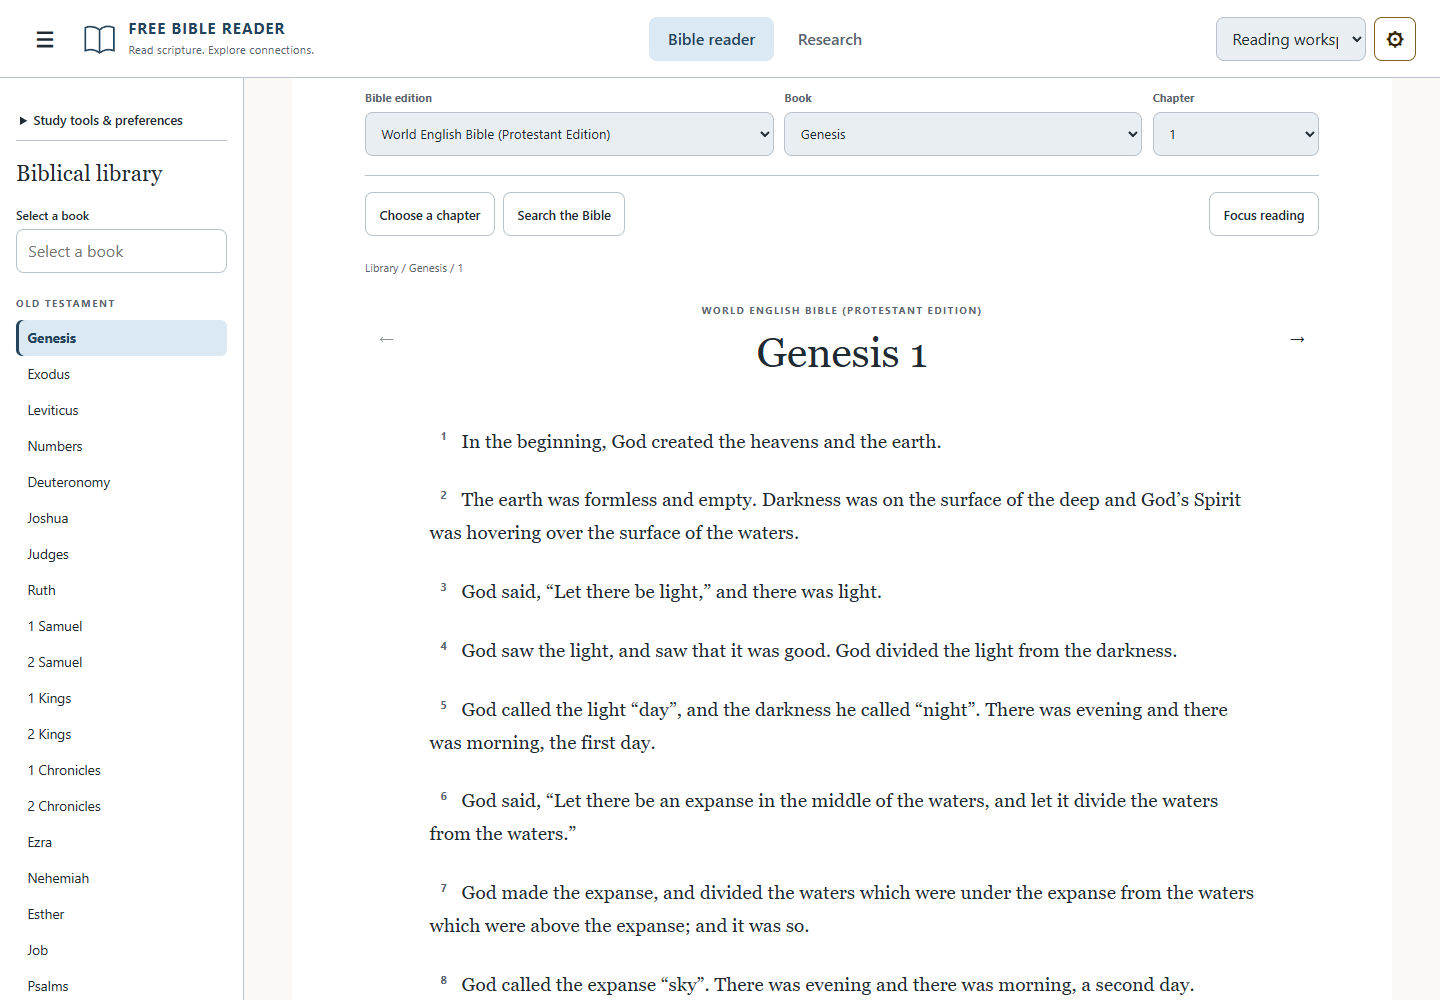 ☰
FREE BIBLE READER
Read scripture. Explore connections.
Bible reader
Research
Reading worksp
Study tools & preferences
Biblical library
Select a book
Select a book
OLD TESTAMENT
Genesis
Exodus
Leviticus
Numbers
Deuteronomy
Joshua
Judges
Ruth
1 Samuel
2 Samuel
1 Kings
2 Kings
1 Chronicles
2 Chronicles
Ezra
Nehemiah
Esther
Job
Psalms
Bible edition
World English Bible (Protestant Edition)
Book
Genesis
Chapter
1
Choose a chapter
Search the Bible
Focus reading
Library / Genesis / 1
WORLD ENGLISH BIBLE (PROTESTANT EDITION)
← Genesis 1 →
1 In the beginning, God created the heavens and the earth.
2 The earth was formless and empty. Darkness was on the surface of the deep and God’s Spirit
was hovering over the surface of the waters.
3 God said, “Let there be light,” and there was light.
4 God saw the light, and saw that it was good. God divided the light from the darkness.
5 God called the light “day”, and the darkness he called “night”. There was evening and there
was morning, the first day.
6 God said, “Let there be an expanse in the middle of the waters, and let it divide the waters
from the waters.”
7 God made the expanse, and divided the waters which were under the expanse from the waters
which were above the expanse; and it was so.
8 God called the expanse “sky”. There was evening and there was morning, a second day.